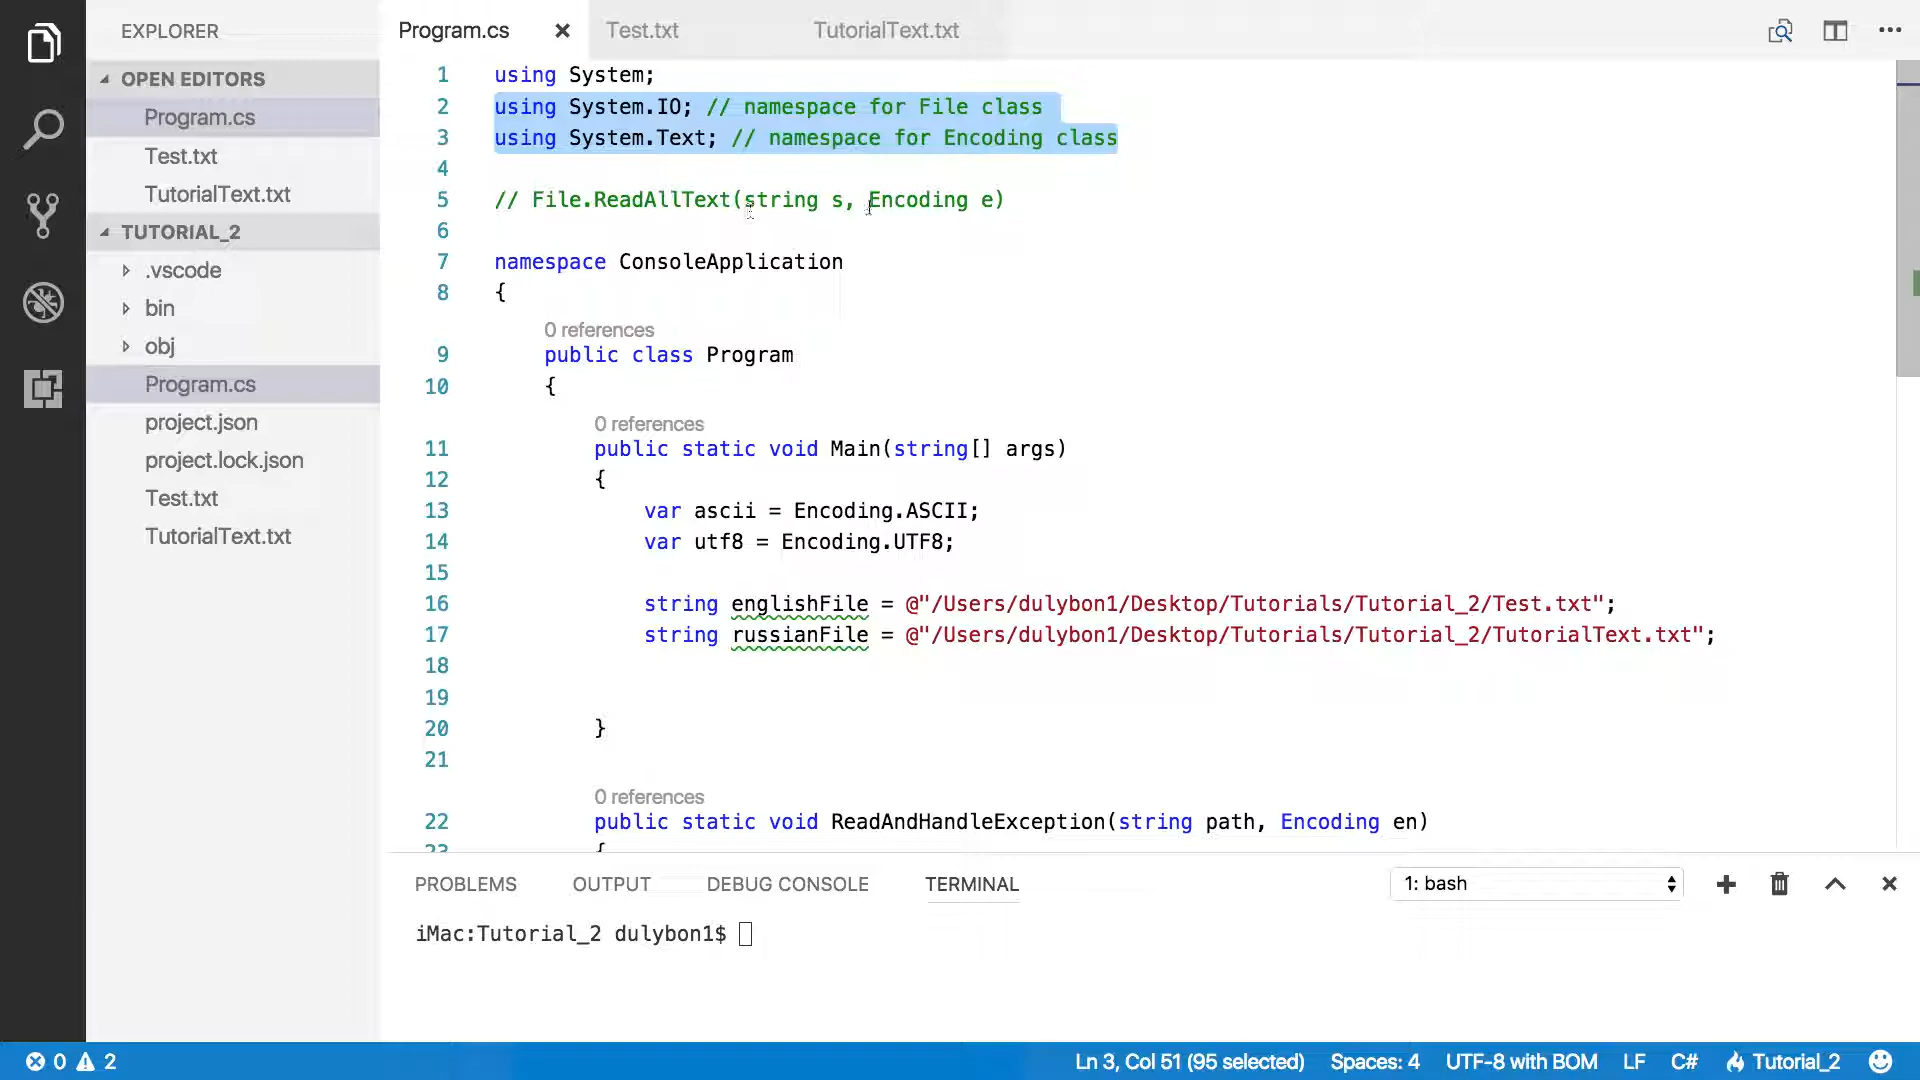 EXPLORER
OPEN EDITORS
Program.cs
Test.txt
TutorialText.txt
TUTORIAL_2
.vscode
bin
obj
Program.cs
project.json
project.lock.json
Test.txt
TutorialText.txt
Program.cs Test.txt TutorialText.txt
1 using System;
2 using System.IO; // namespace for File class
3 using System.Text; // namespace for Encoding class
4
5 // File.ReadAllText(string s, Encoding e)
6
7 namespace ConsoleApplication
8 {
0 references
9 public class Program
10 {
0 references
11 public static void Main(string[] args)
12 {
13 var ascii = Encoding.ASCII;
14 var utf8 = Encoding.UTF8;
15
16 string englishFile = @"/Users/dulybon1/Desktop/Tutorials/Tutorial_2/Test.txt";
17 string russianFile = @"/Users/dulybon1/Desktop/Tutorials/Tutorial_2/TutorialText.txt";
18
19
20 }
21
0 references
22 public static void ReadAndHandleException(string path, Encoding en)
23 {
PROBLEMS OUTPUT DEBUG CONSOLE TERMINAL 1: bash
iMac:Tutorial_2 dulybon1$
0 2 Ln 3, Col 51 (95 selected) Spaces: 4 UTF-8 with BOM LF C# Tutorial_2